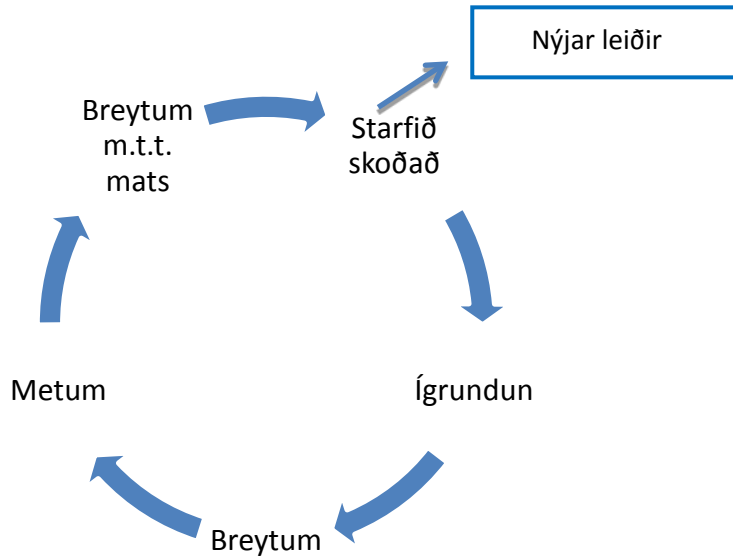 Nýjar leiðir
Breytum
m.t.t.
mats
Starfið
skoðað
Metum
Ígrundun
Breytum